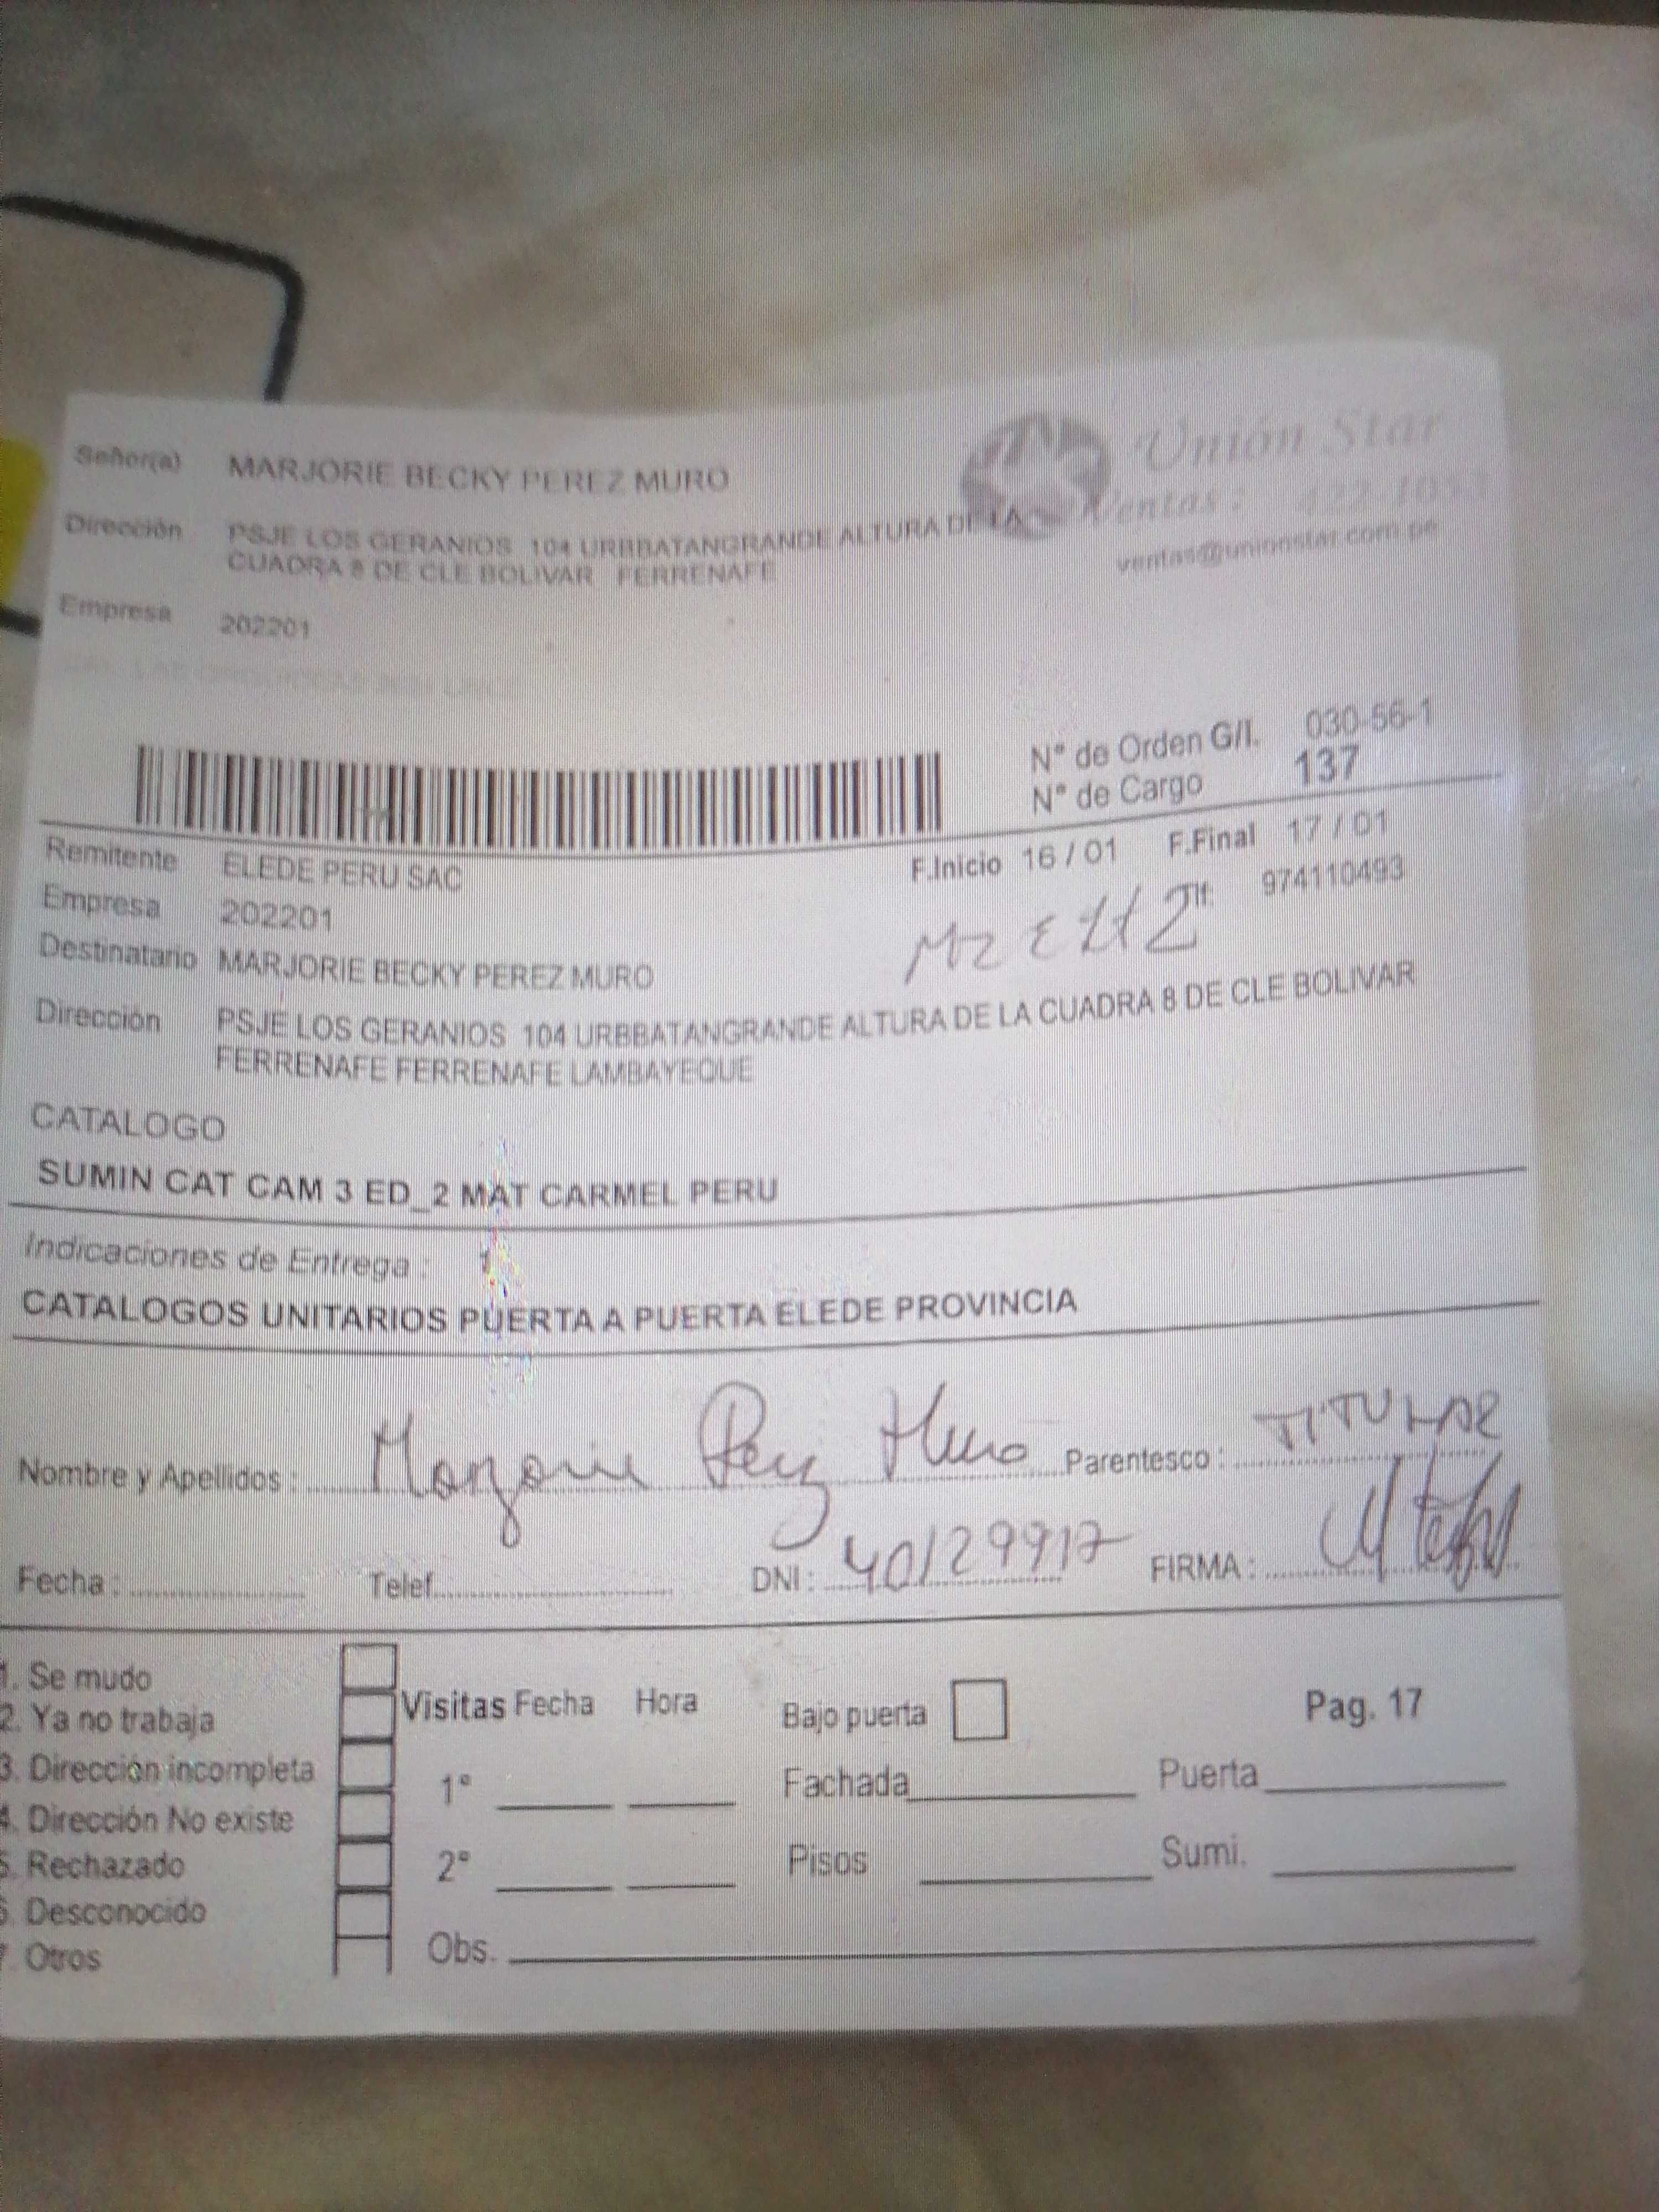 Señor(a) MARJORIE BECKY PEREZ MURO
Unión Star
Dirección PSJE LOS GERANIOS 104 URBBATANGRANDE ALTURA DE LA
Ventas :
CUADRA 8 DE CLE BOLIVAR FERRENAFE
ventas@unionstar.com.pe
Empresa 202201
N° de Orden G/I. 030-56-1
N° de Cargo 137
F.Inicio 16 / 01 F.Final 17 / 01
Remitente ELEDE PERU SAC
Empresa 202201
Tlf: 974110493
Destinatario MARJORIE BECKY PEREZ MURO
Dirección PSJE LOS GERANIOS 104 URBBATANGRANDE ALTURA DE LA CUADRA 8 DE CLE BOLIVAR
FERRENAFE FERRENAFE LAMBAYEQUE
CATALOGO
SUMIN CAT CAM 3 ED_2 MAT CARMEL PERU
Indicaciones de Entrega : 1
CATALOGOS UNITARIOS PUERTA A PUERTA ELEDE PROVINCIA
Nombre y Apellidos : Marjorie Perez Muro Parentesco : TITULAR
Fecha : Telef. DNI : 40129917 FIRMA :
1. Se mudo
2. Ya no trabaja
3. Dirección incompleta
4. Dirección No existe
5. Rechazado
6. Desconocido
7. Otros
Visitas Fecha Hora
1°
2°
Obs.
Bajo puerta
Fachada
Pisos
Pag. 17
Puerta
Sumi.